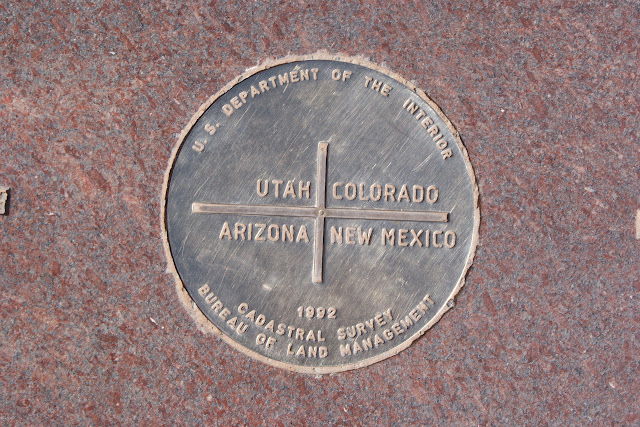 U. S. DEPARTMENT OF THE INTERIOR
UTAH COLORADO
ARIZONA NEW MEXICO
1992
CADASTRAL SURVEY
BUREAU OF LAND MANAGEMENT